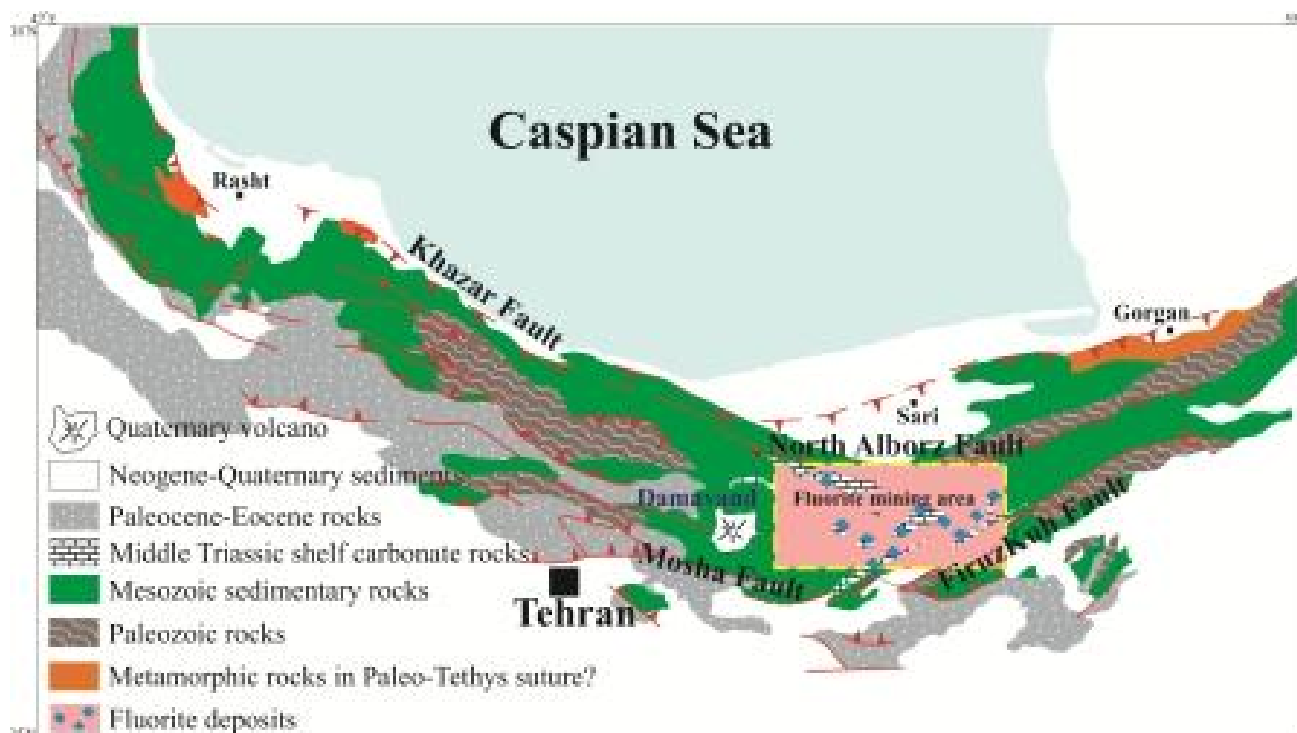 Caspian Sea
Rasht
Khazar Fault
Gorgan
Sari
North Alborz Fault
Damavand
Fluorite mining area
Mosha Fault
Firuzkuh Fault
Tehran
Quaternary volcano
Neogene-Quaternary sediments
Paleocene-Eocene rocks
Middle Triassic shelf carbonate rocks
Mesozoic sedimentary rocks
Paleozoic rocks
Metamorphic rocks in Paleo-Tethys suture?
Fluorite deposits